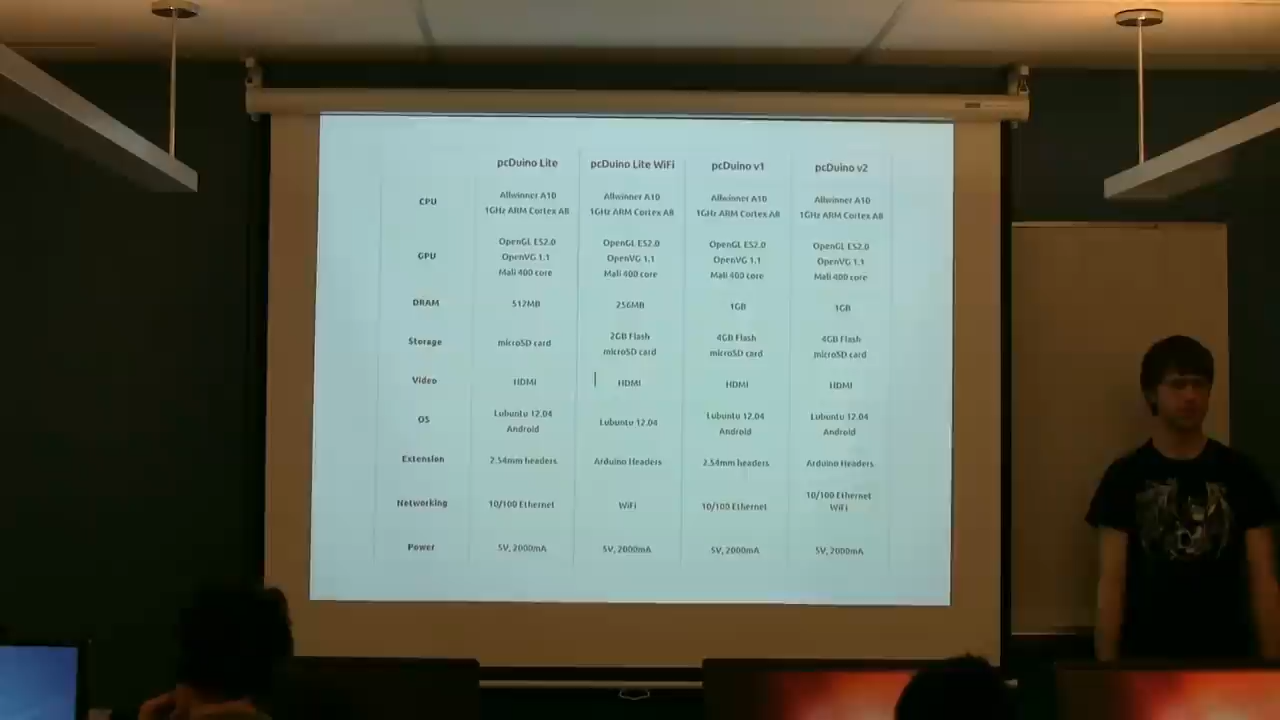 pcDuino Lite pcDuino Lite WiFi pcDuino v1 pcDuino v2
CPU
Allwinner A10 Allwinner A10 Allwinner A10 Allwinner A10
1GHz ARM Cortex A8 1GHz ARM Cortex A8 1GHz ARM Cortex A8 1GHz ARM Cortex A8
GPU
OpenGL ES2.0 OpenGL ES2.0 OpenGL ES2.0 OpenGL ES2.0
OpenVG 1.1 OpenVG 1.1 OpenVG 1.1 OpenVG 1.1
Mali 400 core Mali 400 core Mali 400 core Mali 400 core
DRAM 512MB 256MB 1GB 1GB
Storage microSD card
2GB Flash 4GB Flash 4GB Flash
microSD card microSD card microSD card
Video HDMI HDMI HDMI HDMI
OS
Lubuntu 12.04 Lubuntu 12.04 Lubuntu 12.04 Lubuntu 12.04
Android Android Android
Extension 2.54mm headers Arduino Headers 2.54mm headers Arduino Headers
Networking 10/100 Ethernet WiFi 10/100 Ethernet 10/100 Ethernet
WiFi
Power 5V, 2000mA 5V, 2000mA 5V, 2000mA 5V, 2000mA